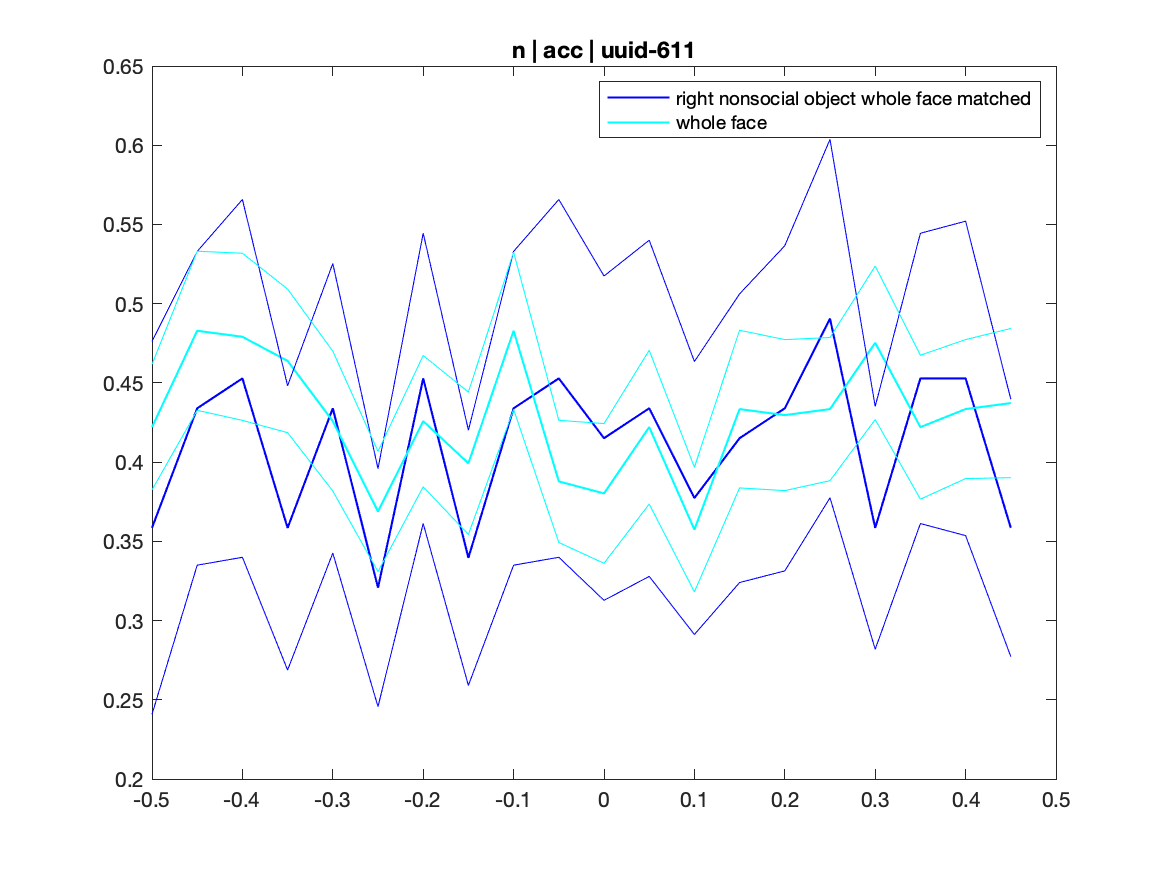 n | acc | uuid-611
right nonsocial object whole face matched
whole face
0.65
0.6
0.55
0.5
0.45
0.4
0.35
0.3
0.25
0.2
-0.5 -0.4 -0.3 -0.2 -0.1 0 0.1 0.2 0.3 0.4 0.5